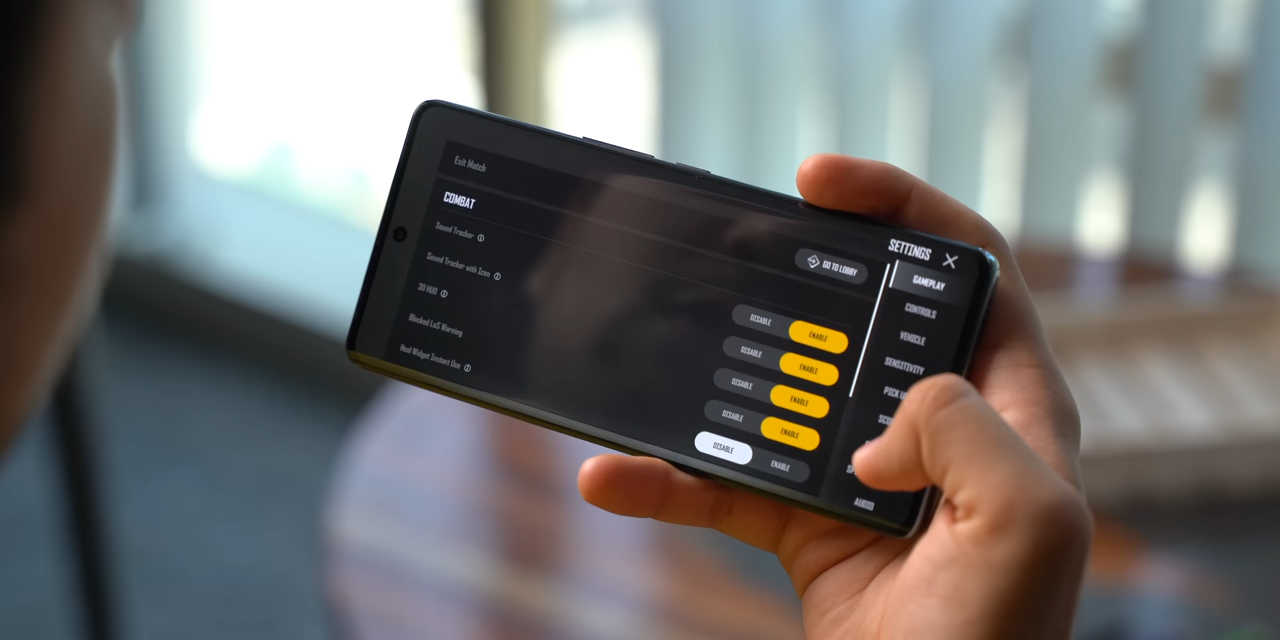 Exit Match
GO TO LOBBY
COMBAT
Sound Tracker
DISABLE ENABLE
Sound Tracker with Icon
DISABLE ENABLE
3D HUD
DISABLE ENABLE
Blocked LoS Warning
DISABLE ENABLE
Heal Widget Instant Use
DISABLE ENABLE
SETTINGS
GAMEPLAY
CONTROLS
VEHICLE
SENSITIVITY
PICK
AUDIO